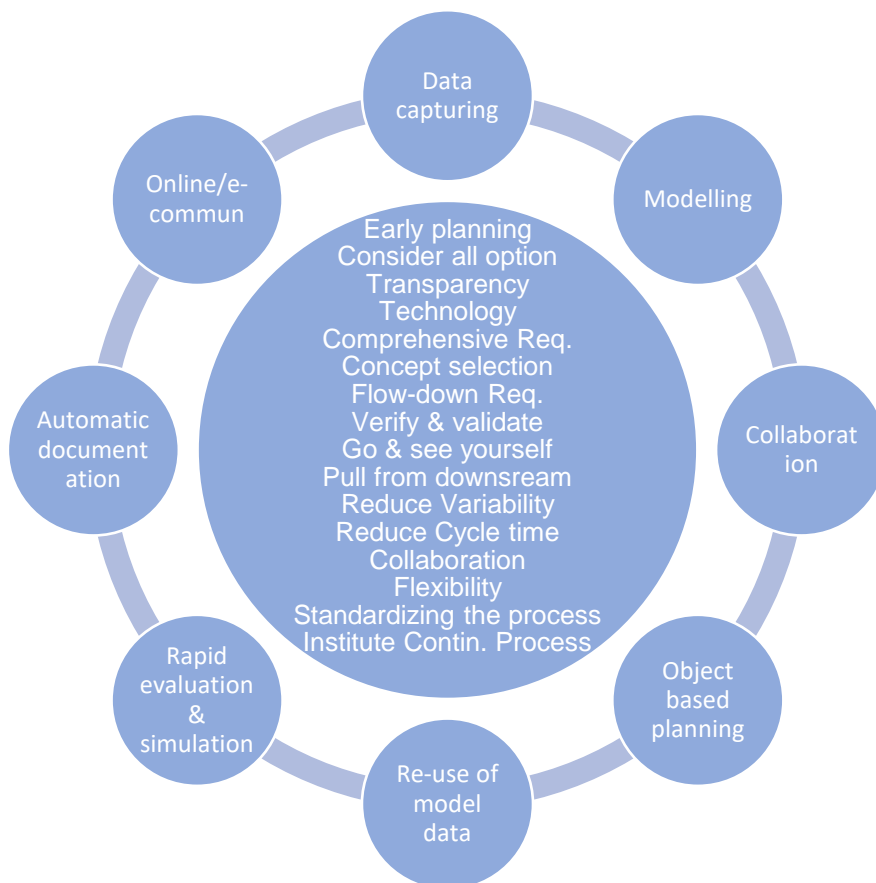 Data
capturing
Modelling
Collaborat
ion
Object
based
planning
Re-use of
model
data
Rapid
evaluation
&
simulation
Automatic
document
ation
Online/e-
commun
Early planning
Consider all option
Transparency
Technology
Comprehensive Req.
Concept selection
Flow-down Req.
Verify & validate
Go & see yourself
Pull from downsream
Reduce Variability
Reduce Cycle time
Collaboration
Flexibility
Standardizing the process
Institute Contin. Process